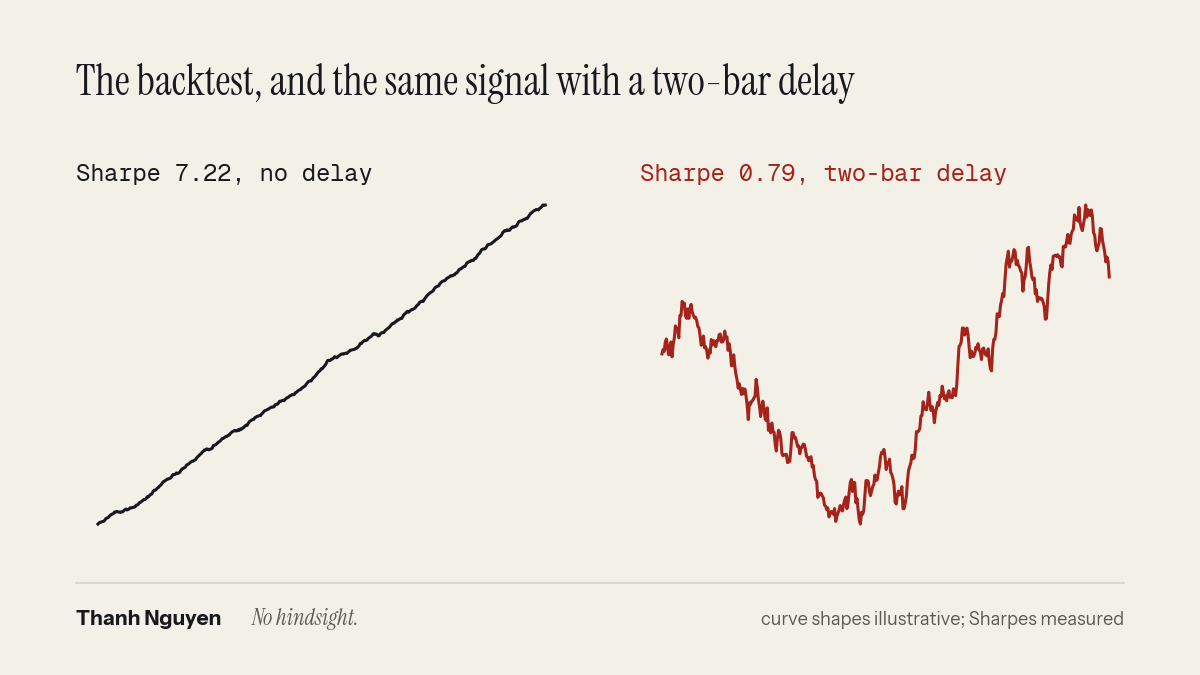 The backtest, and the same signal with a two-bar delay
Sharpe 7.22, no delay
Sharpe 0.79, two-bar delay
Thanh Nguyen
No hindsight.
curve shapes illustrative; Sharpes measured